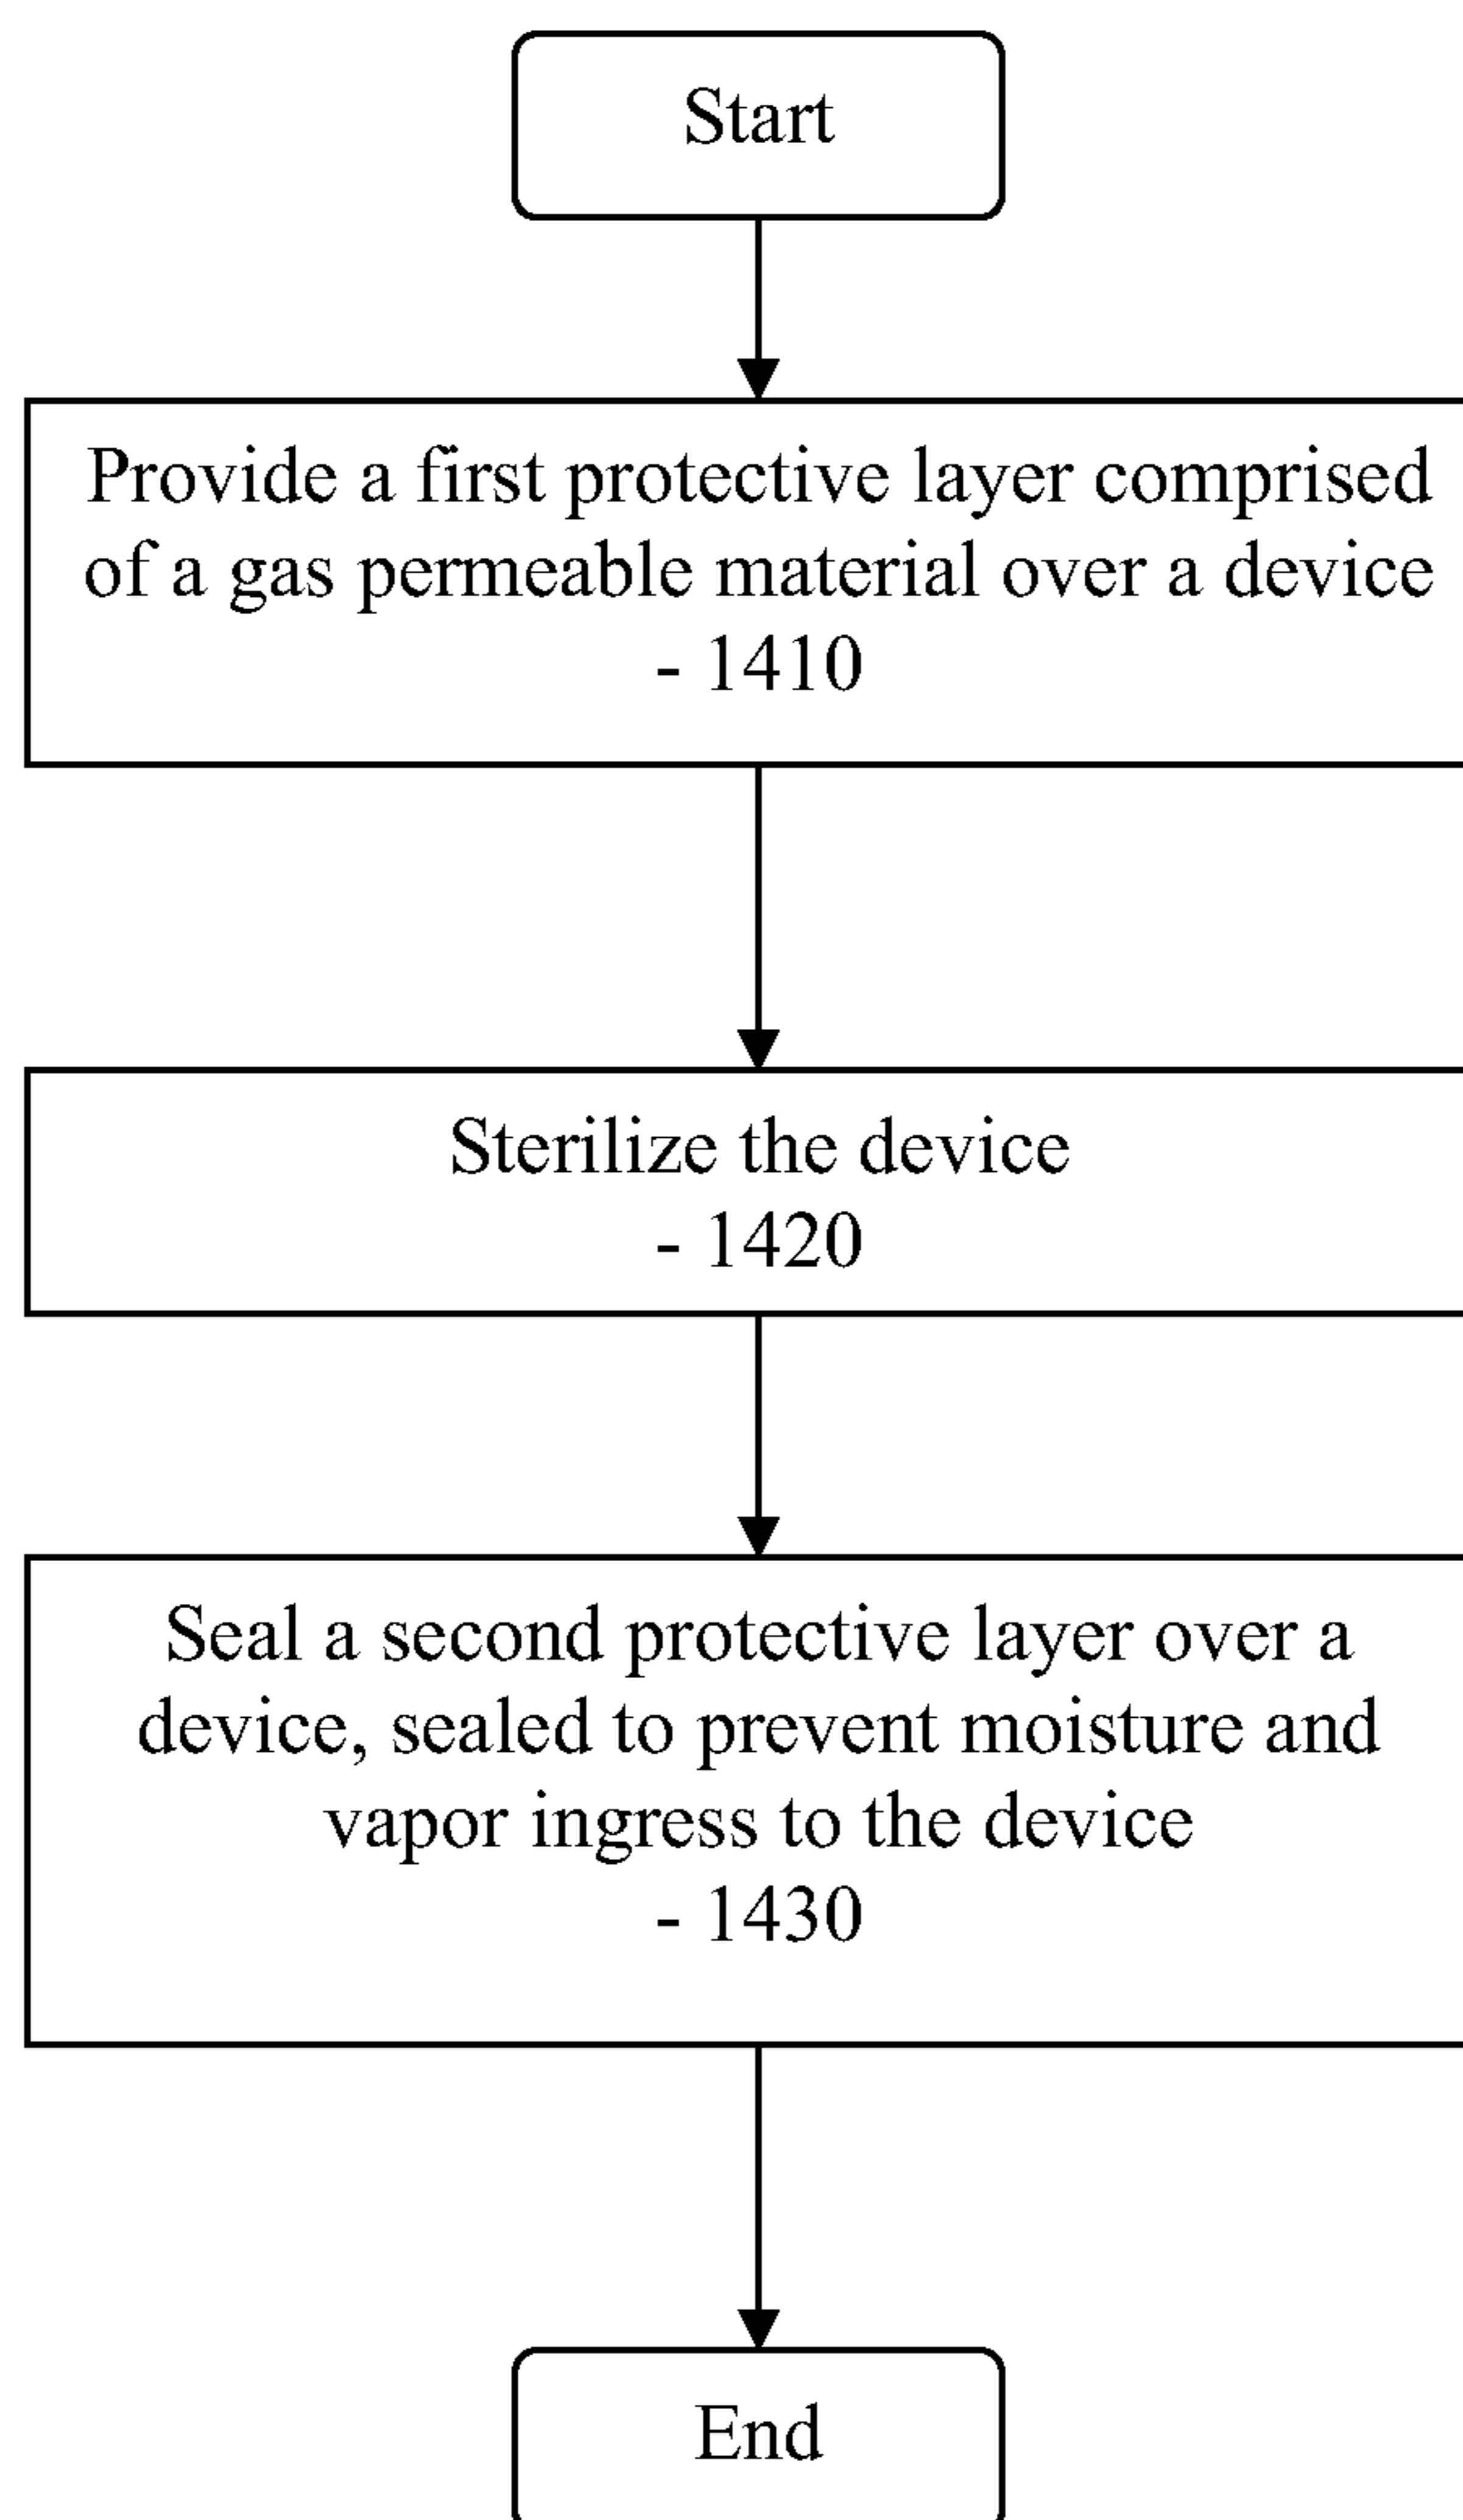 Start
Provide a first protective layer comprised
of a gas permeable material over a device
- 1410
Sterilize the device
- 1420
Seal a second protective layer over a
device, sealed to prevent moisture and
vapor ingress to the device
- 1430
End